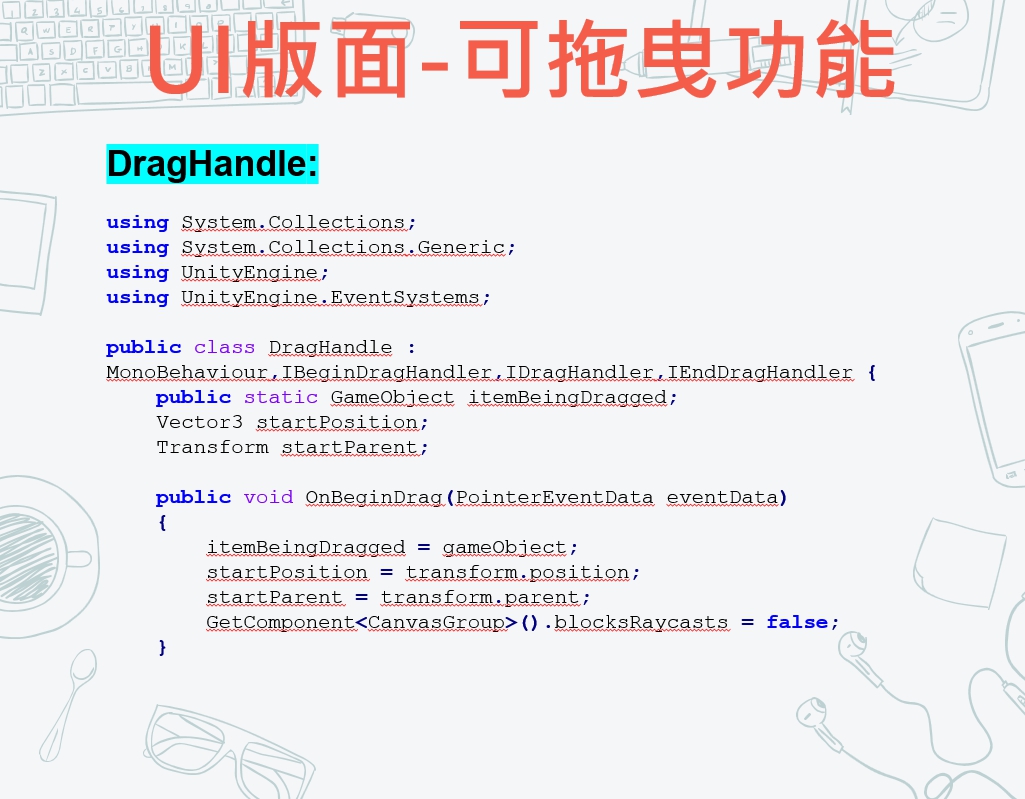 UI版面-可拖曳功能
DragHandle:
using System.Collections;
using System.Collections.Generic;
using UnityEngine;
using UnityEngine.EventSystems;
public class DragHandle :
MonoBehaviour,IBeginDragHandler,IDragHandler,IEndDragHandler {
public static GameObject itemBeingDragged;
Vector3 startPosition;
Transform startParent;
public void OnBeginDrag(PointerEventData eventData)
{
itemBeingDragged = gameObject;
startPosition = transform.position;
startParent = transform.parent;
GetComponent<CanvasGroup>().blocksRaycasts = false;
}